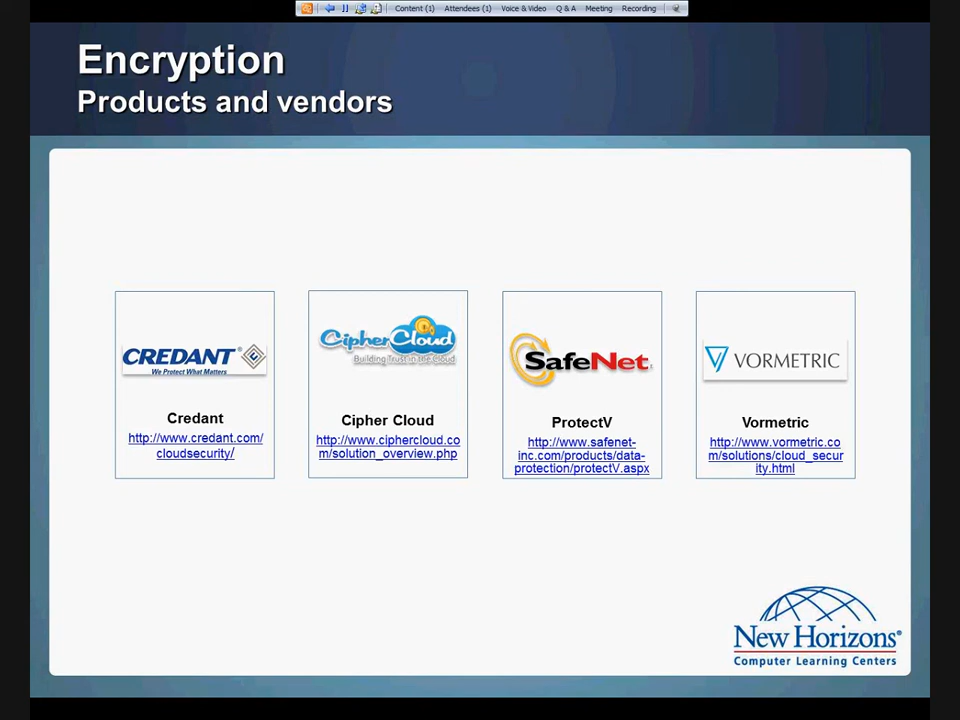 Content (1) Attendees (1) Voice & Video Q & A Meeting Recording
Encryption
Products and vendors
CREDANT®
We Protect What Matters
Credant
http://www.credant.com/
cloudsecurity/
CipherCloud
Building Trust in the Cloud
Cipher Cloud
http://www.ciphercloud.co
m/solution_overview.php
SafeNet
ProtectV
http://www.safenet-
inc.com/products/data-
protection/protectV.aspx
VORMETRIC
Vormetric
http://www.vormetric.co
m/solutions/cloud_secur
ity.html
New Horizons®
Computer Learning Centers